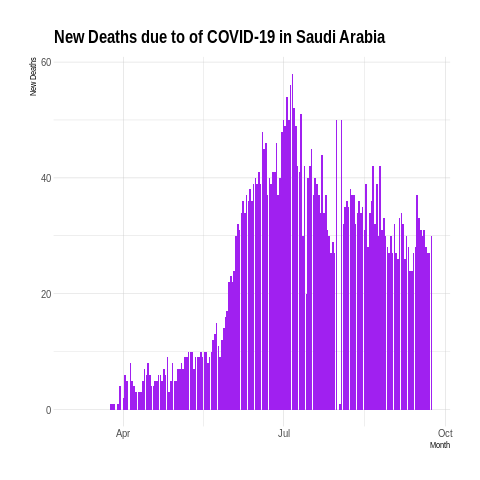 New Deaths due to of COVID-19 in Saudi Arabia
New Deaths
60
40
20
0
Apr
Jul
Oct
Month